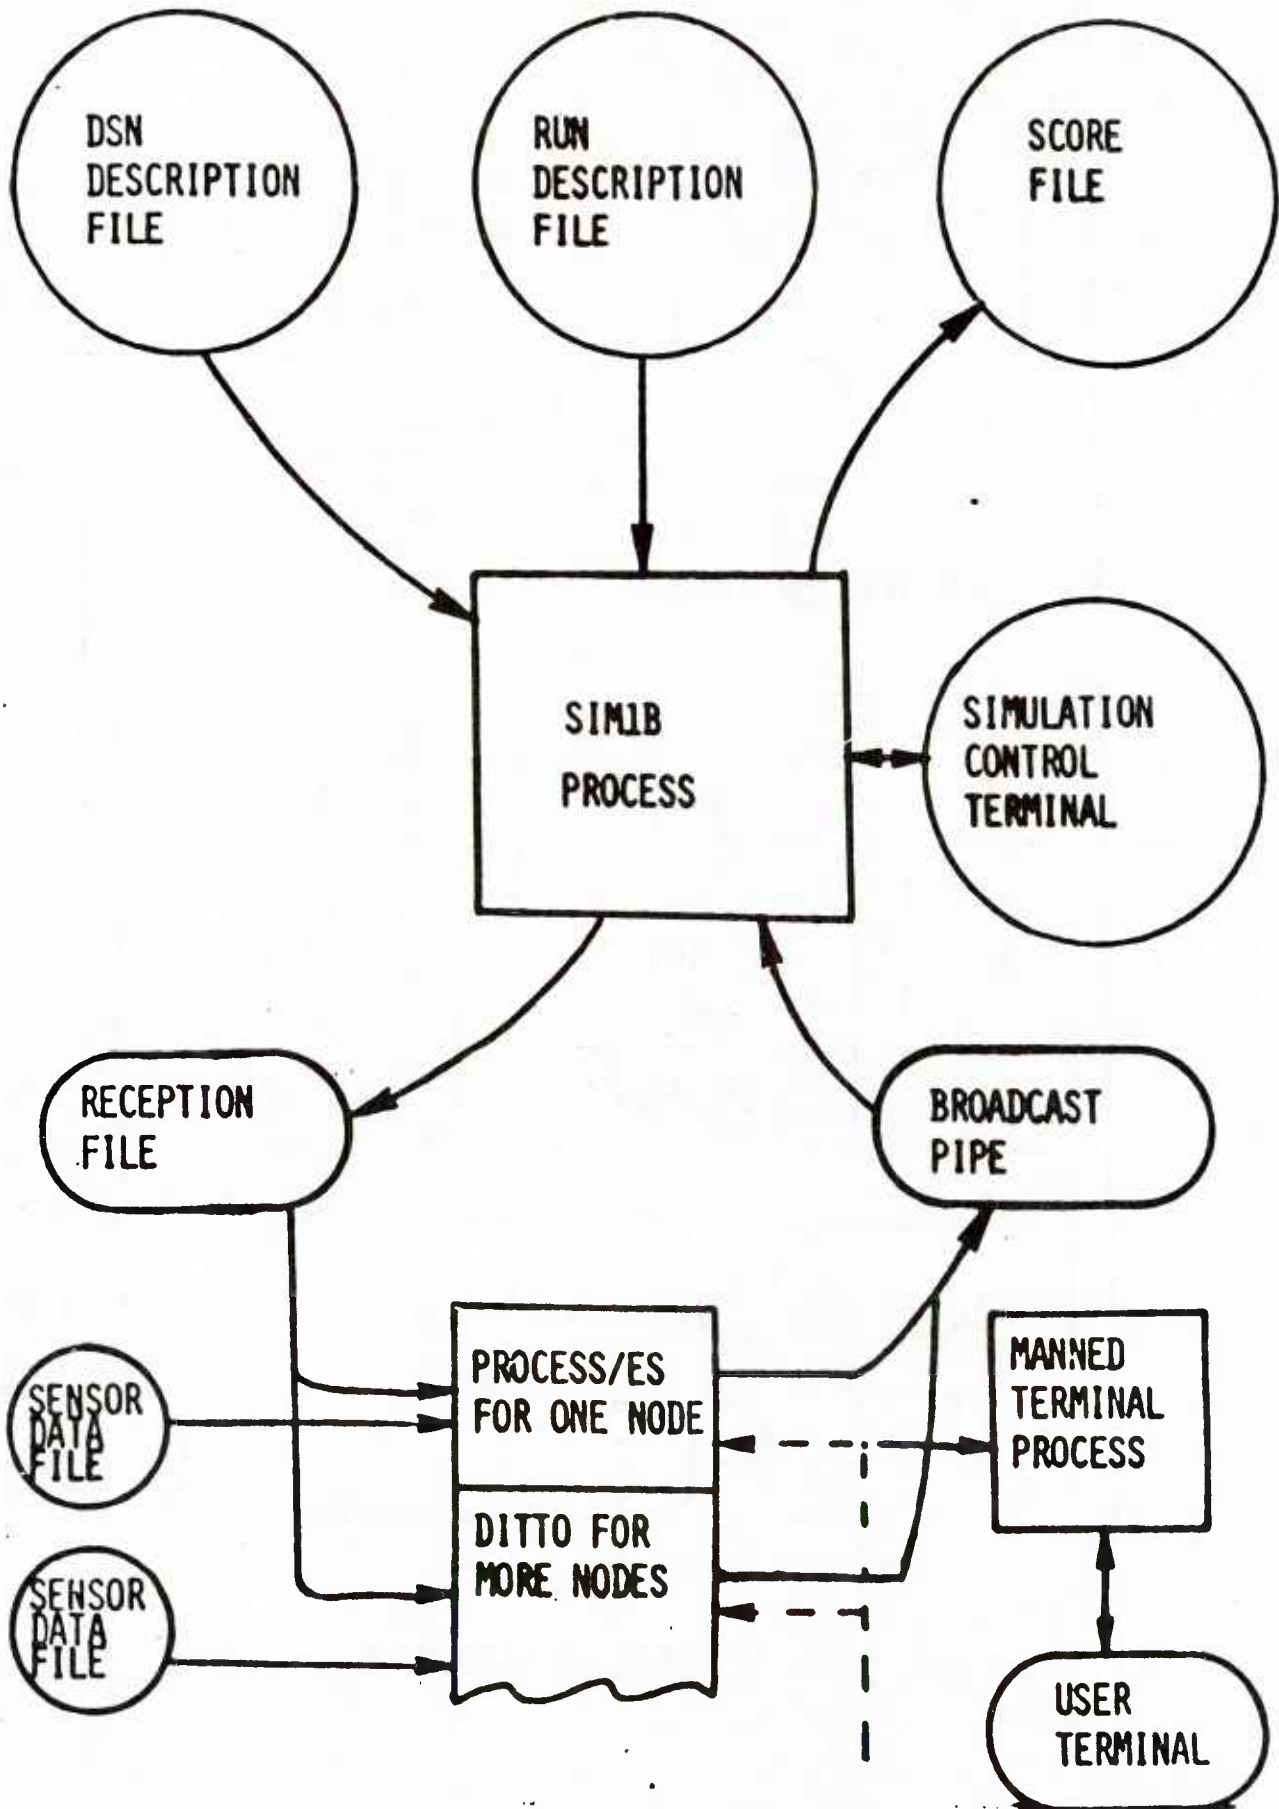 DSN
DESCRIPTION
FILE
RUN
DESCRIPTION
FILE
SCORE
FILE
SIM1B
PROCESS
SIMULATION
CONTROL
TERMINAL
RECEPTION
FILE
BROADCAST
PIPE
PROCESS/ES
FOR ONE NODE
MANNED
TERMINAL
PROCESS
SENSOR
DATA
FILE
DITTO FOR
MORE NODES
SENSOR
DATA
FILE
USER
TERMINAL